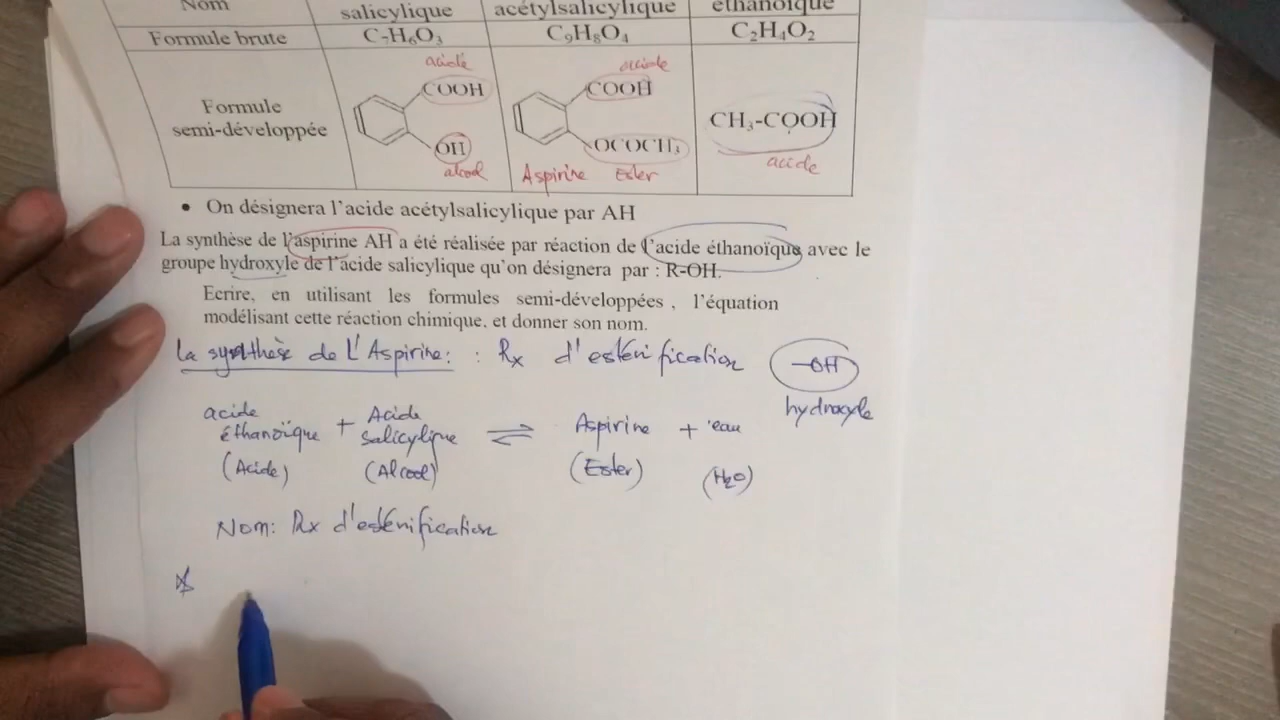 Nom salicylique acétylsalicylique éthanoïque
Formule brute C7H6O3 C9H8O4 C2H4O2
acide acide
COOH COOH
Formule
semi-développée
CH3-COOH
OH OCOCH3
alcool Aspirine Ester acide
• On désignera l'acide acétylsalicylique par AH
La synthèse de l'aspirine AH a été réalisée par réaction de l'acide éthanoïque avec le
groupe hydroxyle de l'acide salicylique qu'on désignera par : R-OH.
Ecrire, en utilisant les formules semi-développées , l'équation
modélisant cette réaction chimique, et donner son nom.
la synthèse de L'Aspirine: : Rx d'estérification -OH
hydroxyle
acide éthanoïque + Acide salicylique ⇌ Aspirine + eau
(Acide) (Alcool) (Ester) (H2O)
Nom: Rx d'estérification